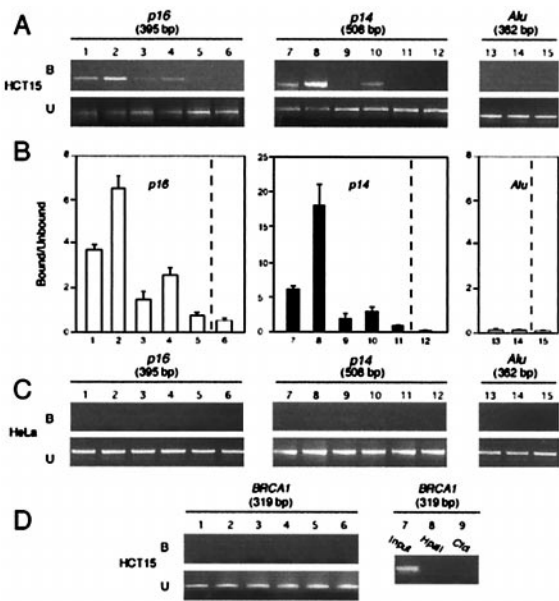 A
p16
(395 bp)
p14
(506 bp)
Alu
(362 bp)
1 2 3 4 5 6
7 8 9 10 11 12
13 14 15
HCT15
B
U
B
Bound/Unbound
8
6
4
2
0
p16
1 2 3 4 5 6
25
20
15
10
5
0
p14
7 8 9 10 11 12
8
6
4
2
0
Alu
13 14 15
C
p16
(395 bp)
p14
(506 bp)
Alu
(362 bp)
1 2 3 4 5 6
7 8 9 10 11 12
13 14 15
HeLa
B
U
D
BRCA1
(319 bp)
1 2 3 4 5 6
HCT15
B
U
BRCA1
(319 bp)
7 8 9
Input HpaII ClaI